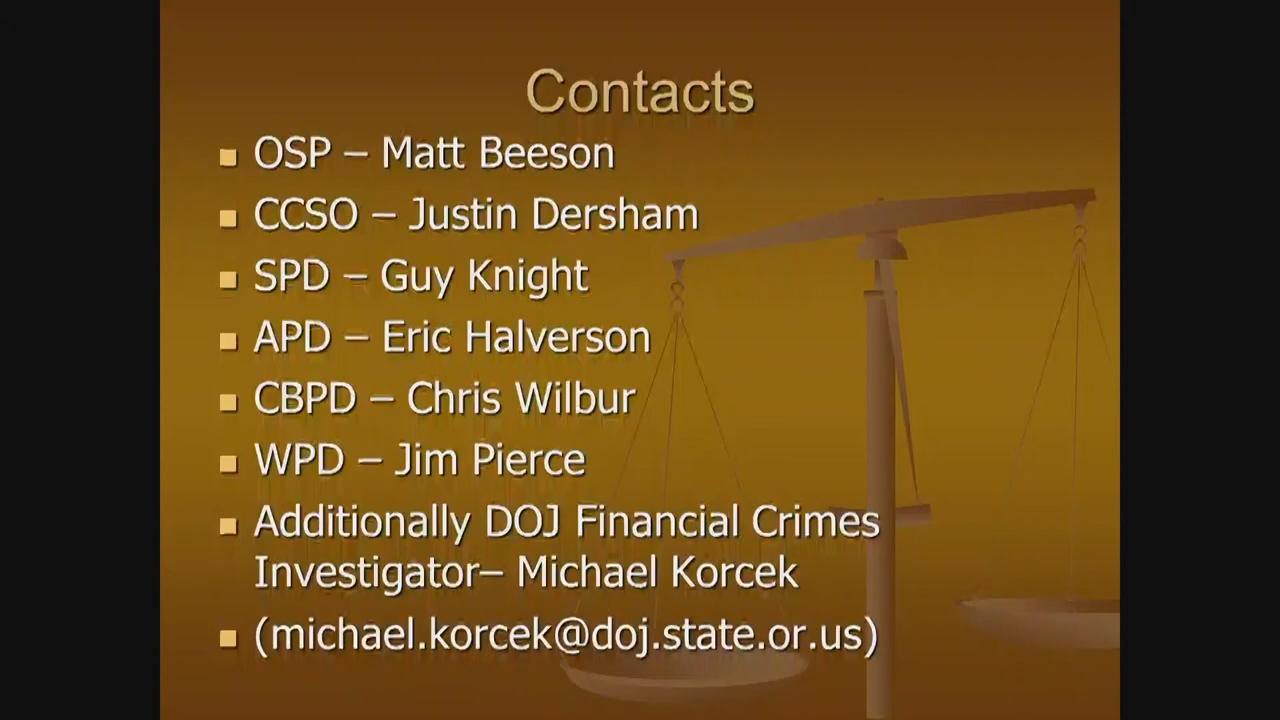 Contacts
OSP – Matt Beeson
CCSO – Justin Dersham
SPD – Guy Knight
APD – Eric Halverson
CBPD – Chris Wilbur
WPD – Jim Pierce
Additionally DOJ Financial Crimes
Investigator– Michael Korcek
(michael.korcek@doj.state.or.us)